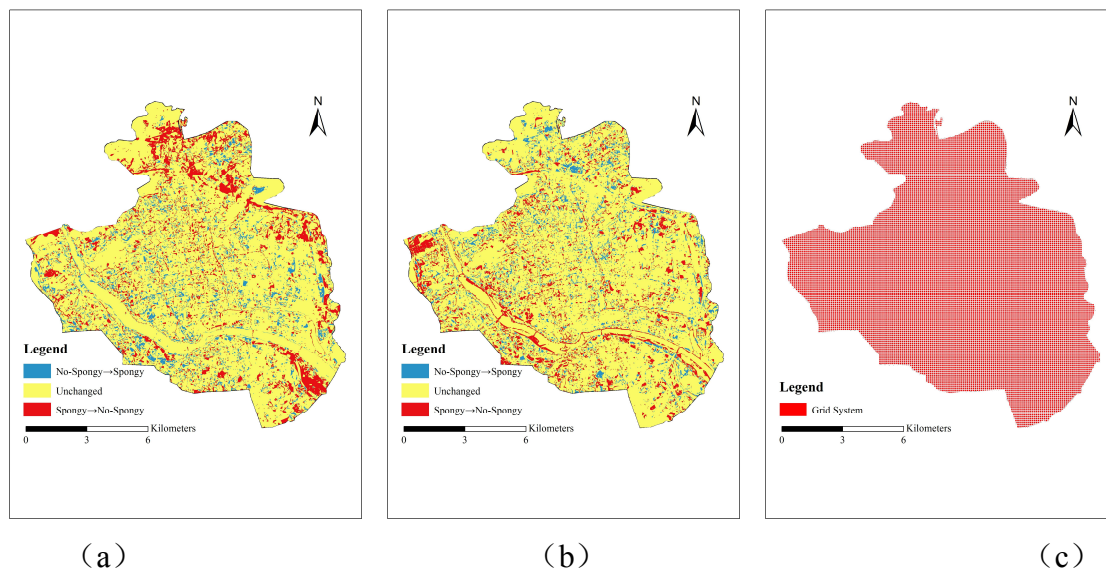 N
Legend
No-Spongy→Spongy
Unchanged
Spongy→No-Spongy
Kilometers
0 3 6
N
Legend
No-Spongy→Spongy
Unchanged
Spongy→No-Spongy
Kilometers
0 3 6
N
Legend
Grid System
Kilometers
0 3 6
（a） （b） （c）